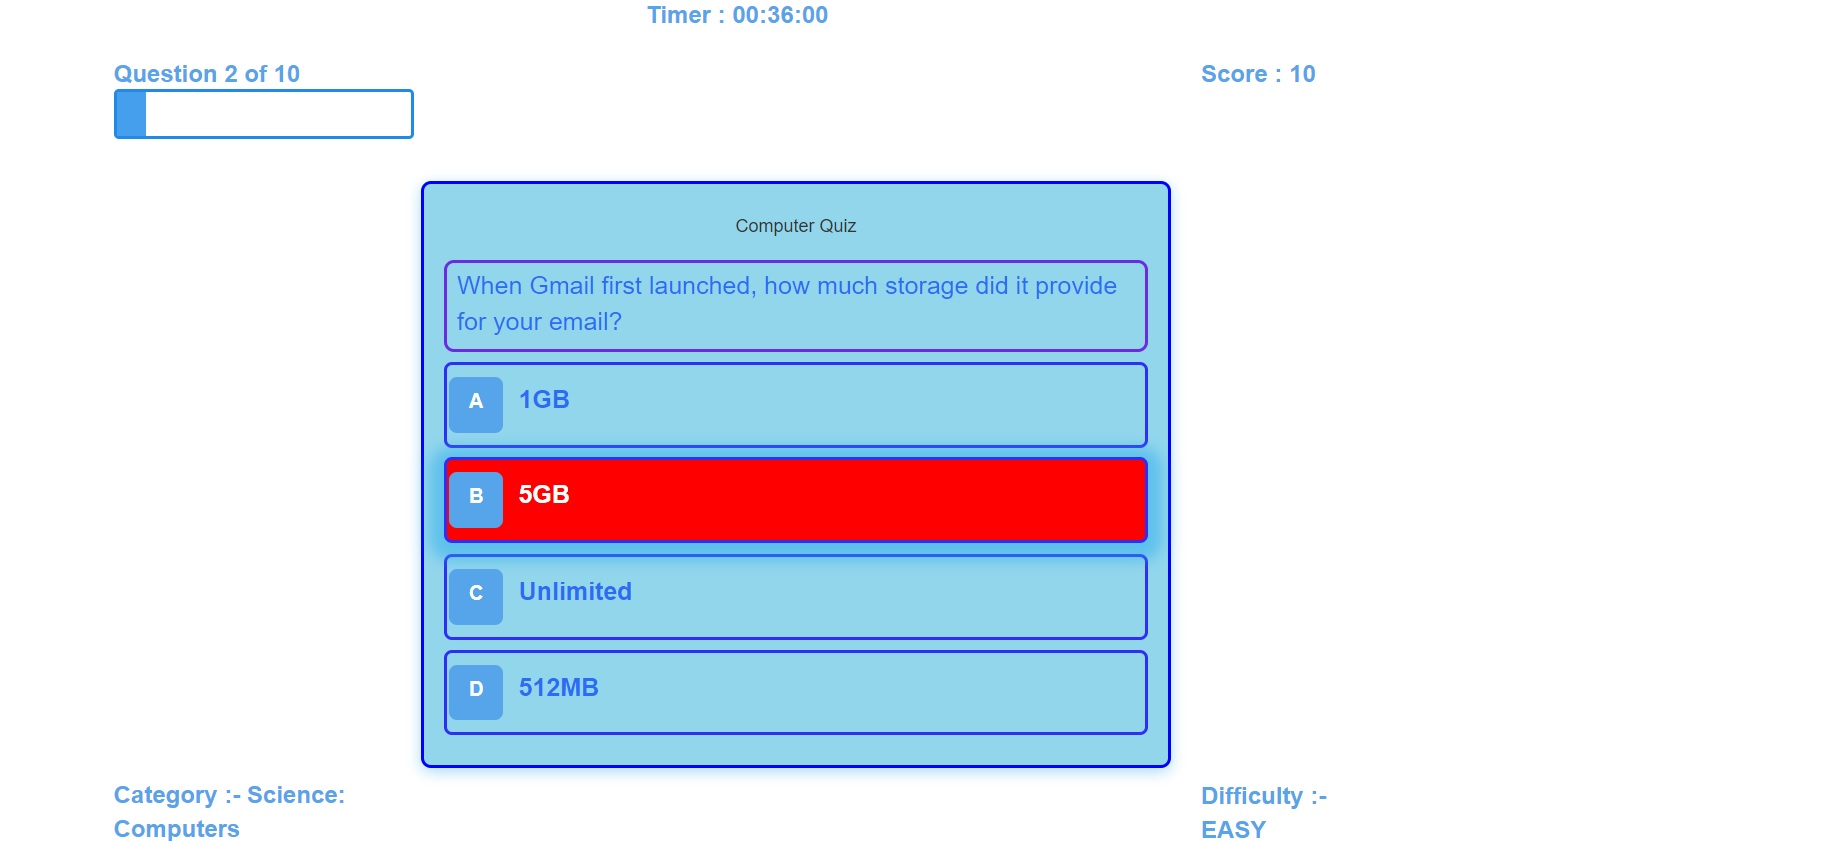 Timer : 00:36:00
Question 2 of 10
Score : 10
Computer Quiz
When Gmail first launched, how much storage did it provide
for your email?
A 1GB
B 5GB
C Unlimited
D 512MB
Category :- Science:
Computers
Difficulty :-
EASY